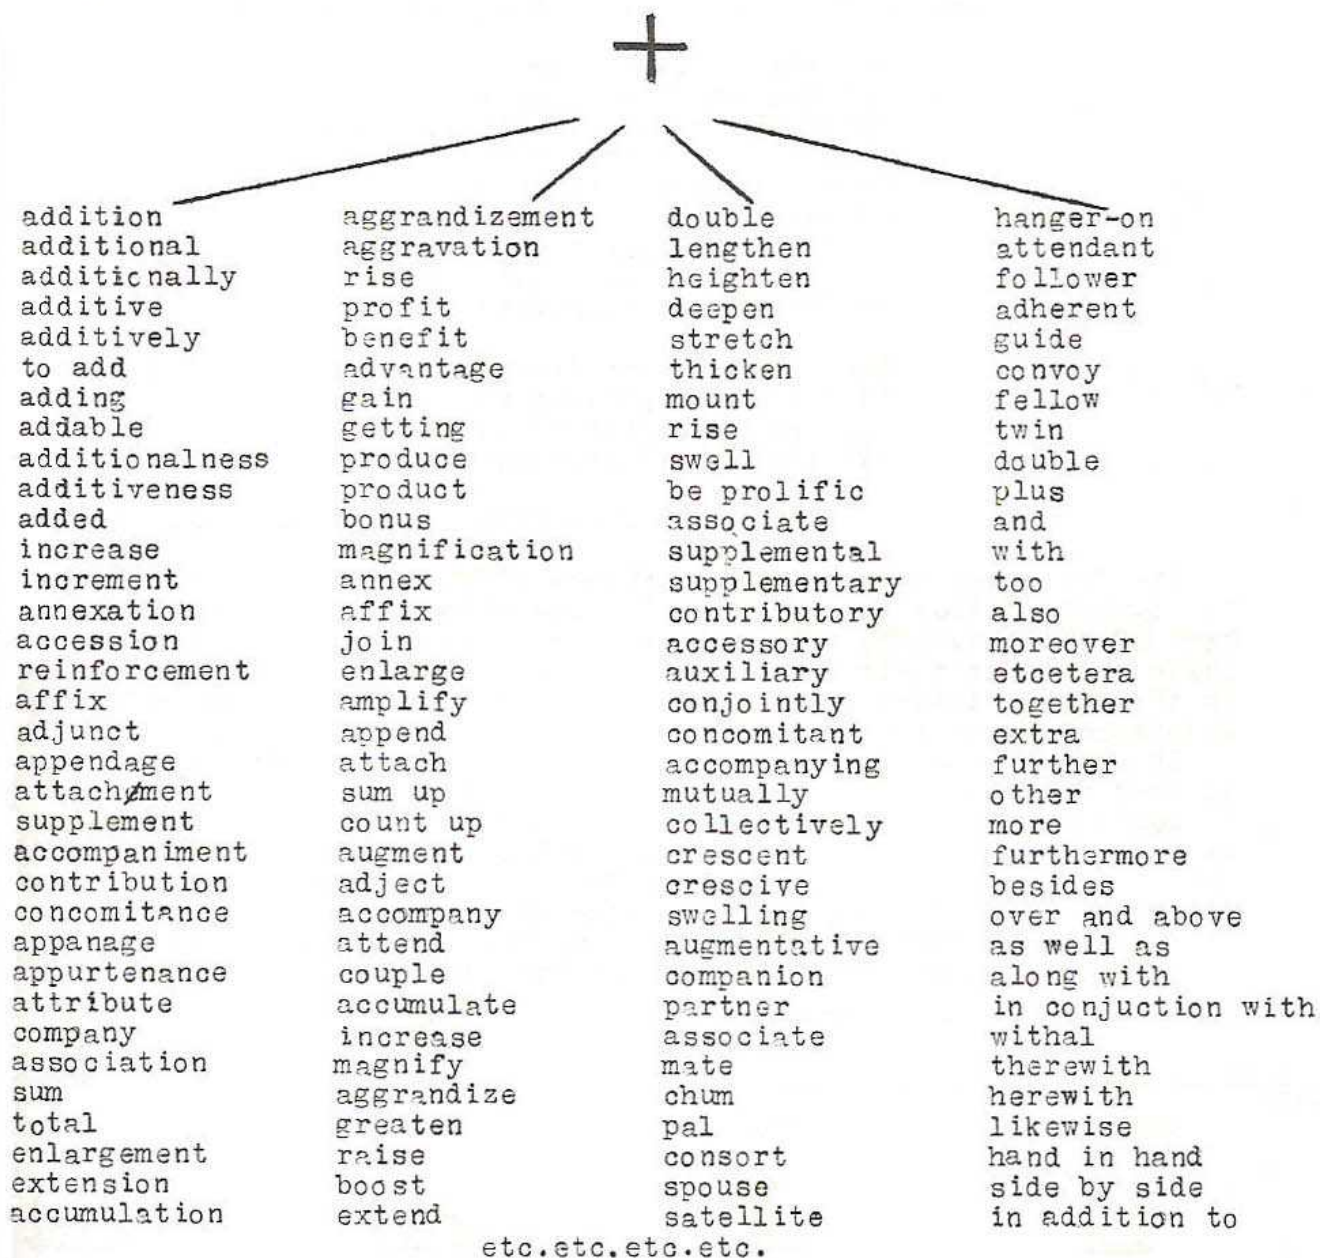 +
addition aggrandizement double hanger-on
additional aggravation lengthen attendant
additionally rise heighten follower
additive profit deepen adherent
additively benefit stretch guide
to add advantage thicken convoy
adding gain mount fellow
addable getting rise twin
additionalness produce swell double
additiveness product be prolific plus
added bonus associate and
increase magnification supplemental with
increment annex supplementary too
annexation affix contributory also
accession join accessory moreover
reinforcement enlarge auxiliary etcetera
affix amplify conjointly together
adjunct append concomitant extra
appendage attach accompanying further
attachment sum up mutually other
supplement count up collectively more
accompaniment augment crescent furthermore
contribution adject crescive besides
concomitance accompany swelling over and above
appanage attend augmentative as well as
appurtenance couple companion along with
attribute accumulate partner in conjuction with
company increase associate withal
association magnify mate therewith
sum aggrandize chum herewith
total greaten pal likewise
enlargement raise consort hand in hand
extension boost spouse side by side
accumulation extend satellite in addition to
etc.etc.etc.etc.